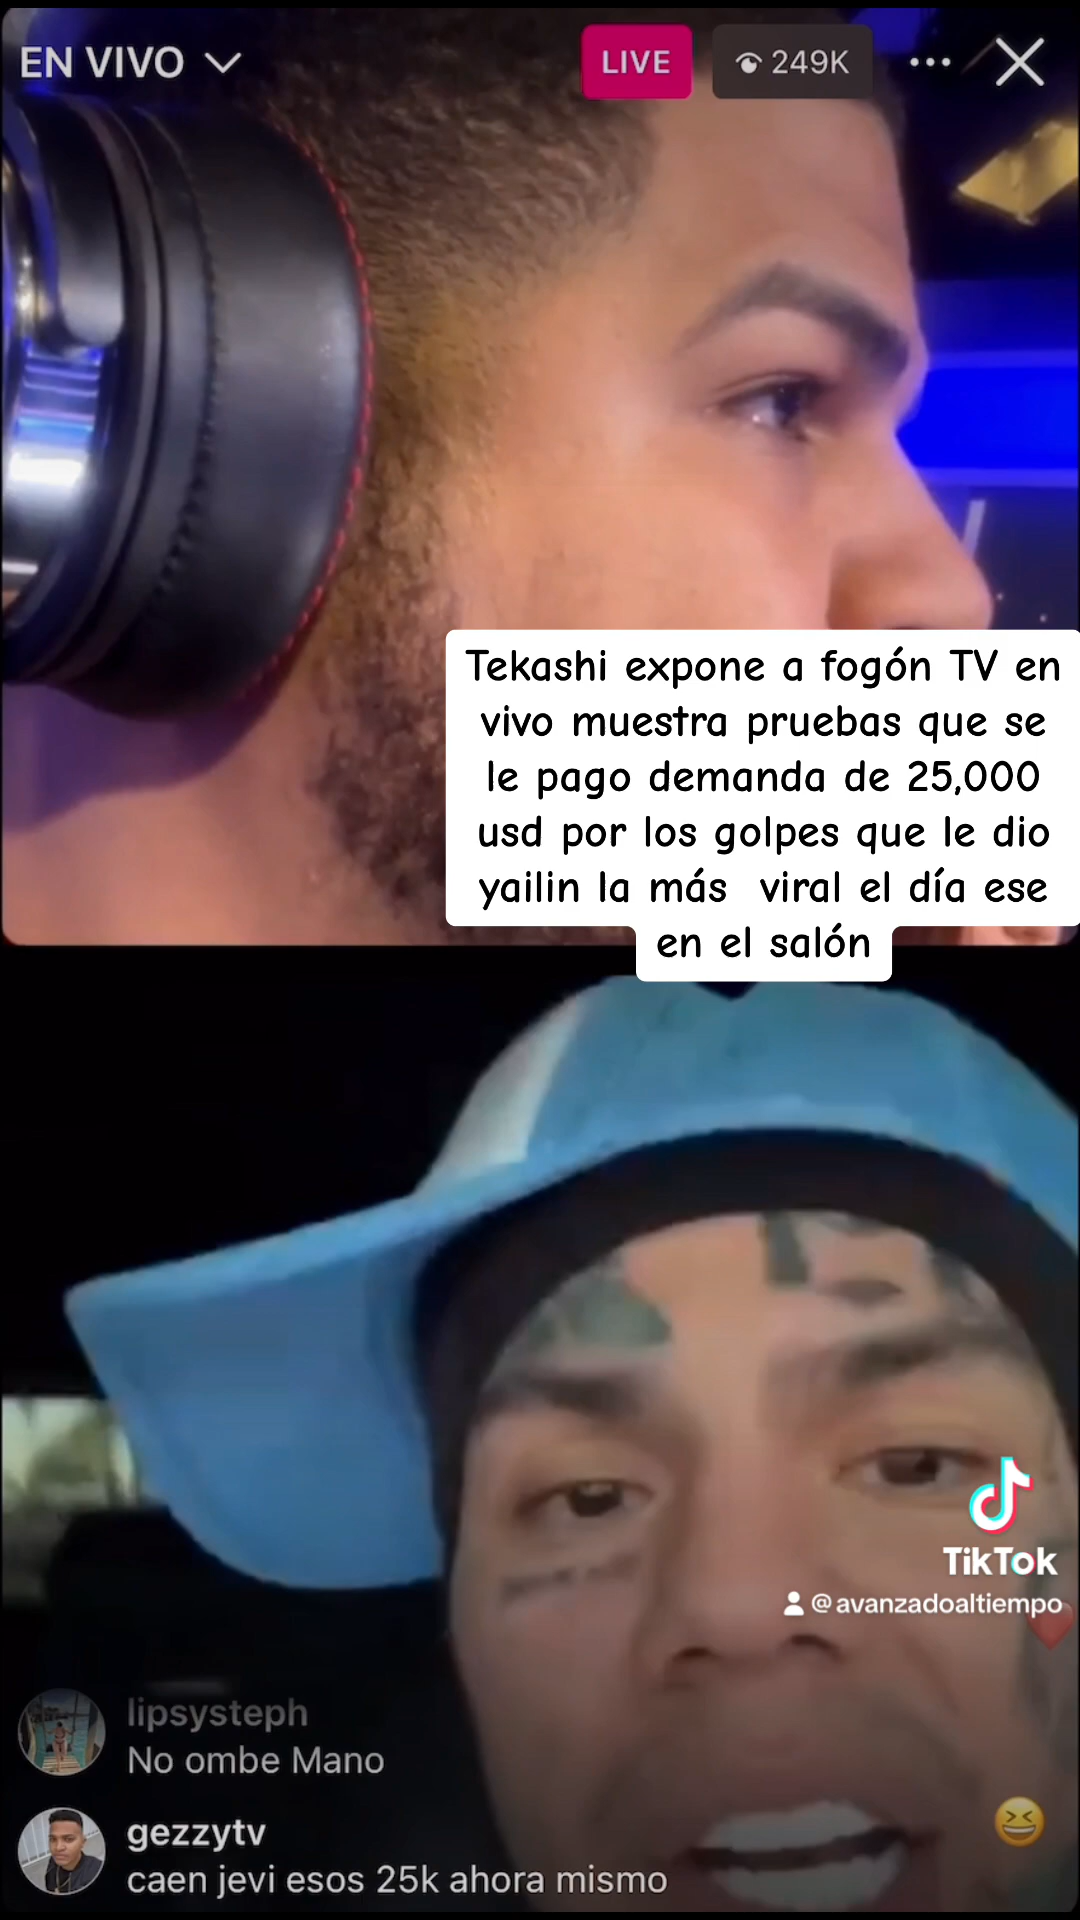 EN VIVO
LIVE
249K
Tekashi expone a fogón TV en
vivo muestra pruebas que se
le pago demanda de 25,000
usd por los golpes que le dio
yailin la más viral el día ese
en el salón
TikTok
@avanzadoaltiempo
lipsysteph
No ombe Mano
gezzytv
caen jevi esos 25k ahora mismo